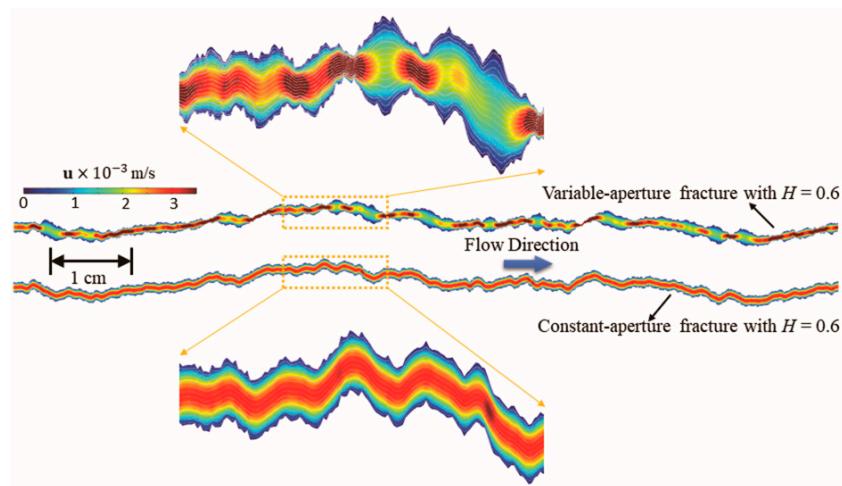 u × 10⁻³ m/s
0 1 2 3
Variable-aperture fracture with H = 0.6
Flow Direction
1 cm
Constant-aperture fracture with H = 0.6